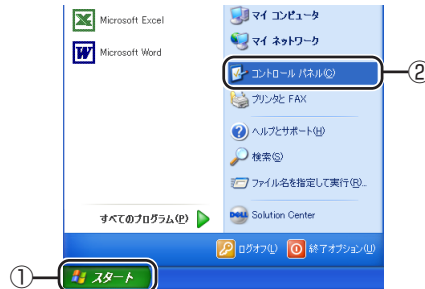 Microsoft Excel
Microsoft Word
すべてのプログラム(P)
マイ コンピュータ
マイ ネットワーク
コントロール パネル(C)
プリンタと FAX
ヘルプとサポート(H)
検索(S)
ファイル名を指定して実行(R)...
DELL Solution Center
ログオフ(L)
終了オプション(U)
① スタート
②